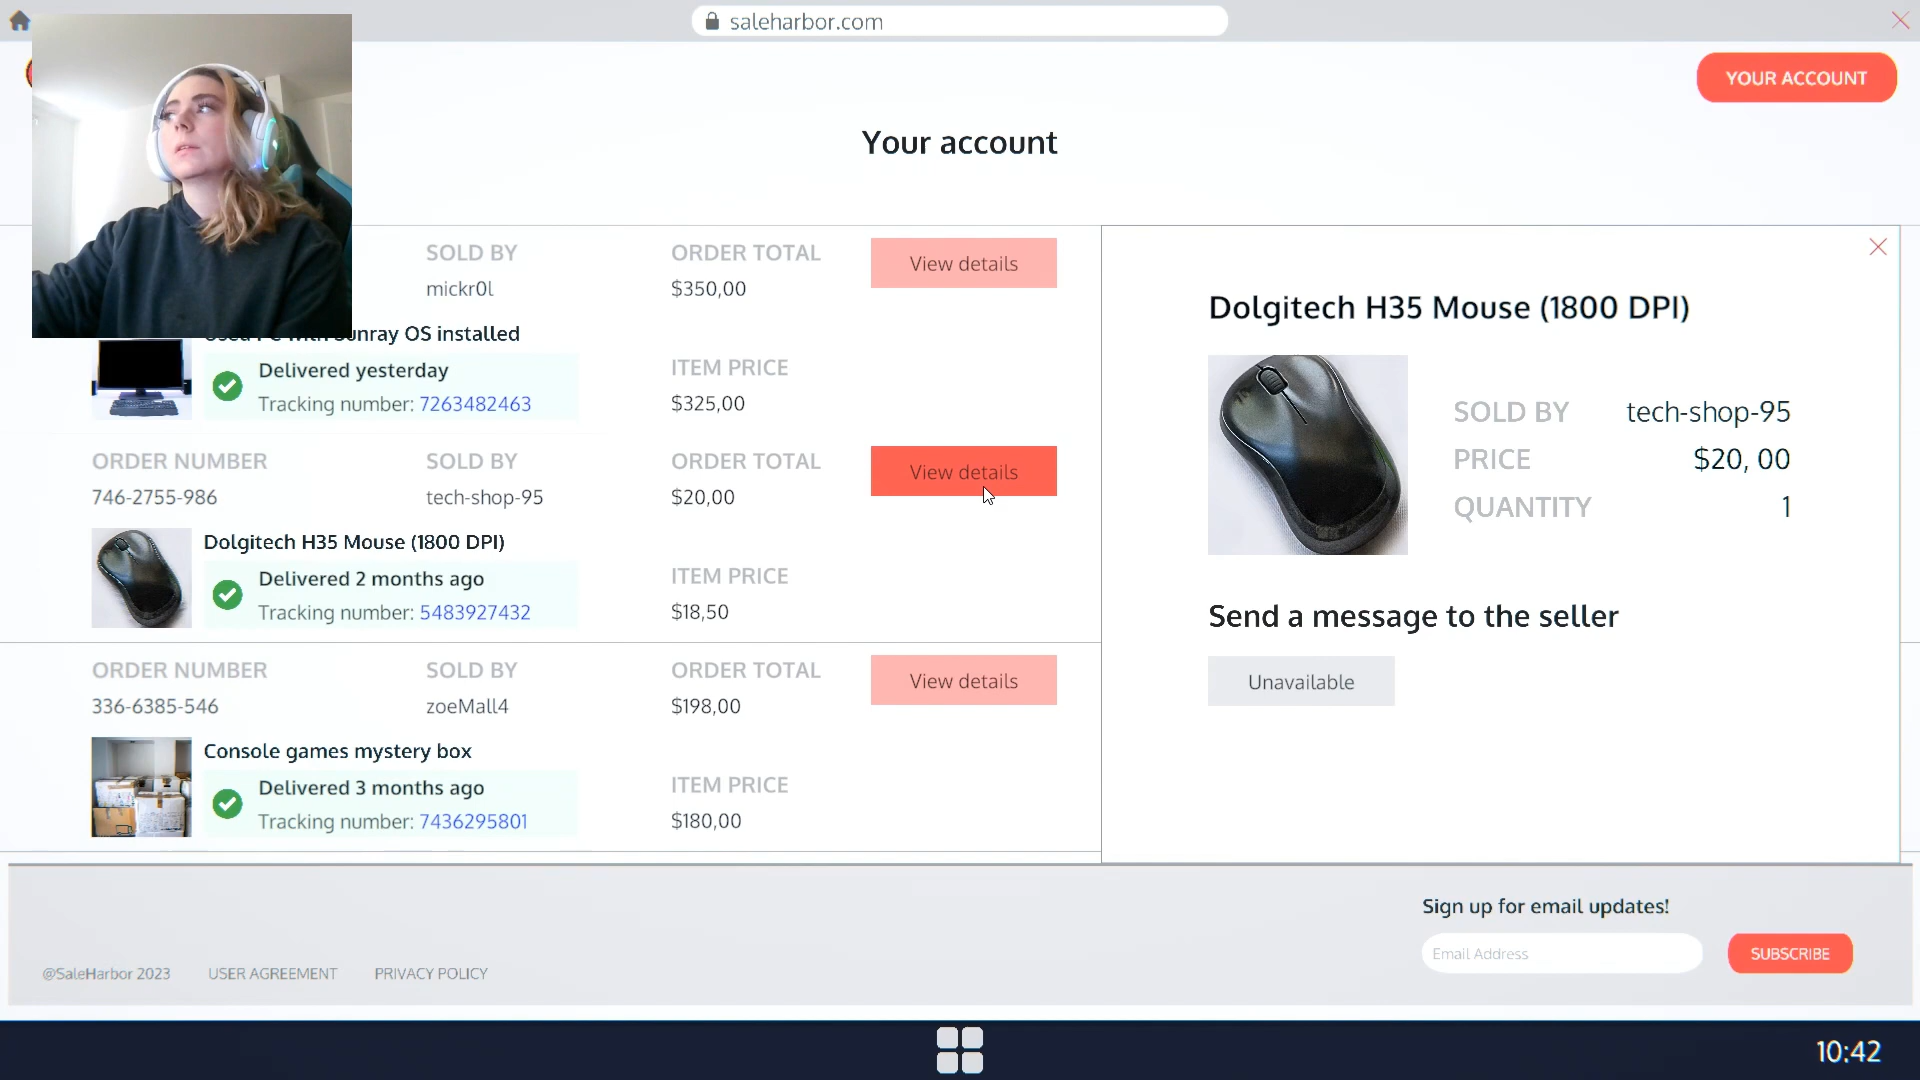 saleharbor.com
YOUR ACCOUNT
Your account
SOLD BY
mickr0l
ORDER TOTAL
$350,00
View details
OS installed
Delivered yesterday
Tracking number: 7263482463
ITEM PRICE
$325,00
ORDER NUMBER
746-2755-986
SOLD BY
tech-shop-95
ORDER TOTAL
$20,00
View details
Dolgitech H35 Mouse (1800 DPI)
Delivered 2 months ago
Tracking number: 5483927432
ITEM PRICE
$18,50
ORDER NUMBER
336-6385-546
SOLD BY
zoeMall4
ORDER TOTAL
$198,00
View details
Console games mystery box
Delivered 3 months ago
Tracking number: 7436295801
ITEM PRICE
$180,00
Dolgitech H35 Mouse (1800 DPI)
SOLD BY tech-shop-95
PRICE $20, 00
QUANTITY 1
Send a message to the seller
Unavailable
Sign up for email updates!
Email Address
SUBSCRIBE
@SaleHarbor 2023 USER AGREEMENT PRIVACY POLICY
10:42